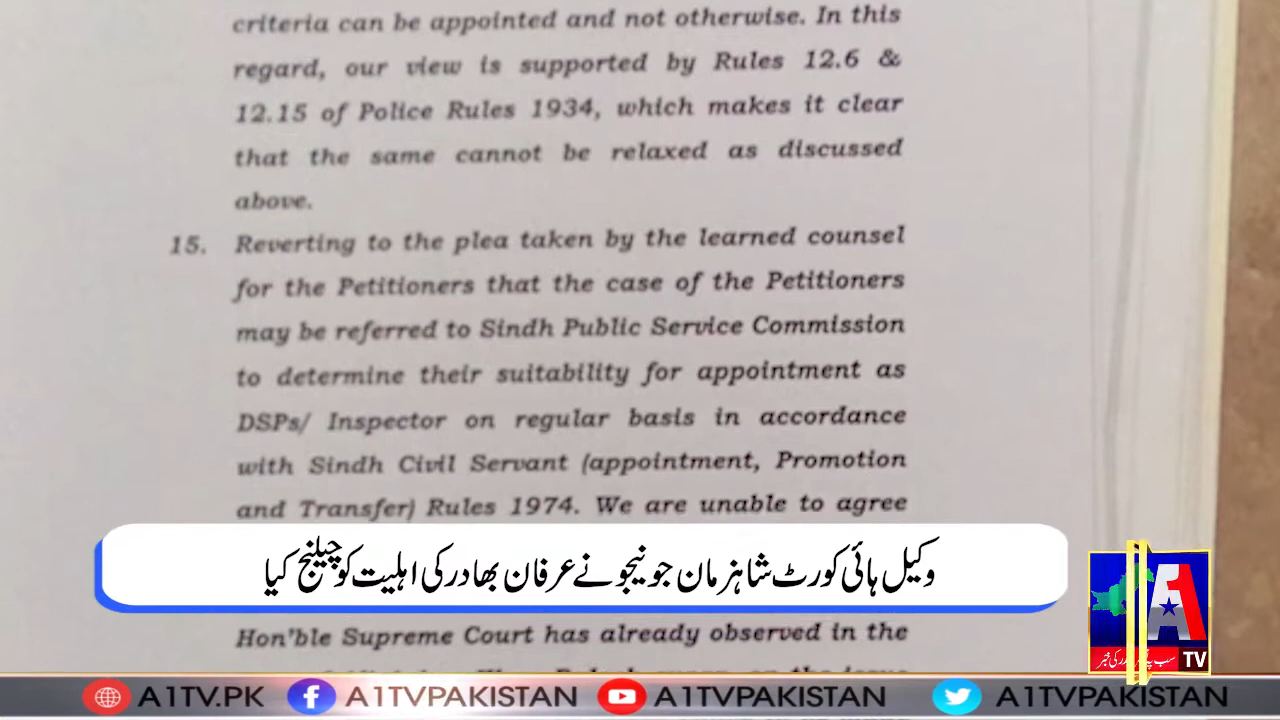 criteria can be appointed and not otherwise. In this
regard, our view is supported by Rules 12.6 &
12.15 of Police Rules 1934, which makes it clear
that the same cannot be relaxed as discussed
above.
15. Reverting to the plea taken by the learned counsel
for the Petitioners that the case of the Petitioners
may be referred to Sindh Public Service Commission
to determine their suitability for appointment as
DSPs/ Inspector on regular basis in accordance
with Sindh Civil Servant (appointment, Promotion
and Transfer) Rules 1974. We are unable to agree
وکیل ہائی کورٹ شاہزمان جونیجو نے عرفان بھادر کی اہلیت کو چیلنج کیا
Hon'ble Supreme Court has already observed in the
A1
TV
A1TV.PK
A1TVPAKISTAN
A1TVPAKISTAN
A1TVPAKISTAN